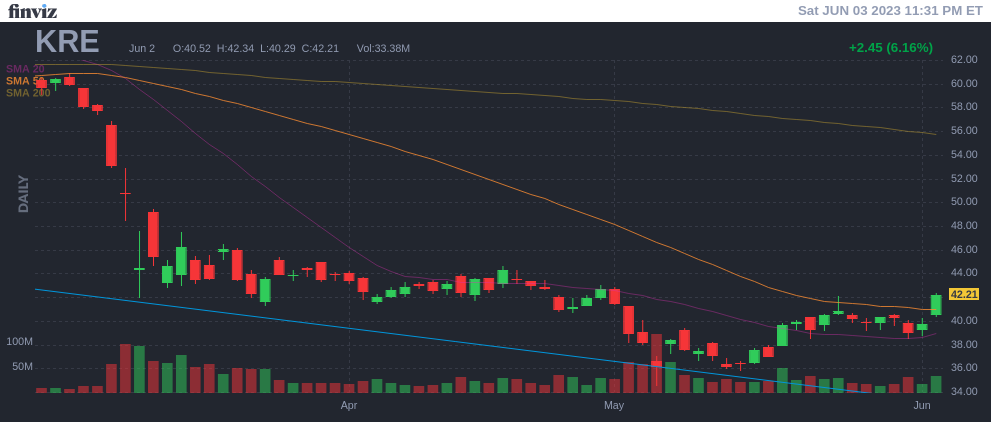 finviz
Sat JUN 03 2023 11:31 PM ET
KRE
Jun 2 O:40.52 H:42.34 L:40.29 C:42.21 Vol:33.38M
+2.45 (6.16%)
SMA 20
SMA 50
SMA 200
DAILY
62.00
60.00
58.00
56.00
54.00
52.00
50.00
48.00
46.00
44.00
42.21
40.00
38.00
36.00
34.00
100M
50M
Apr
May
Jun